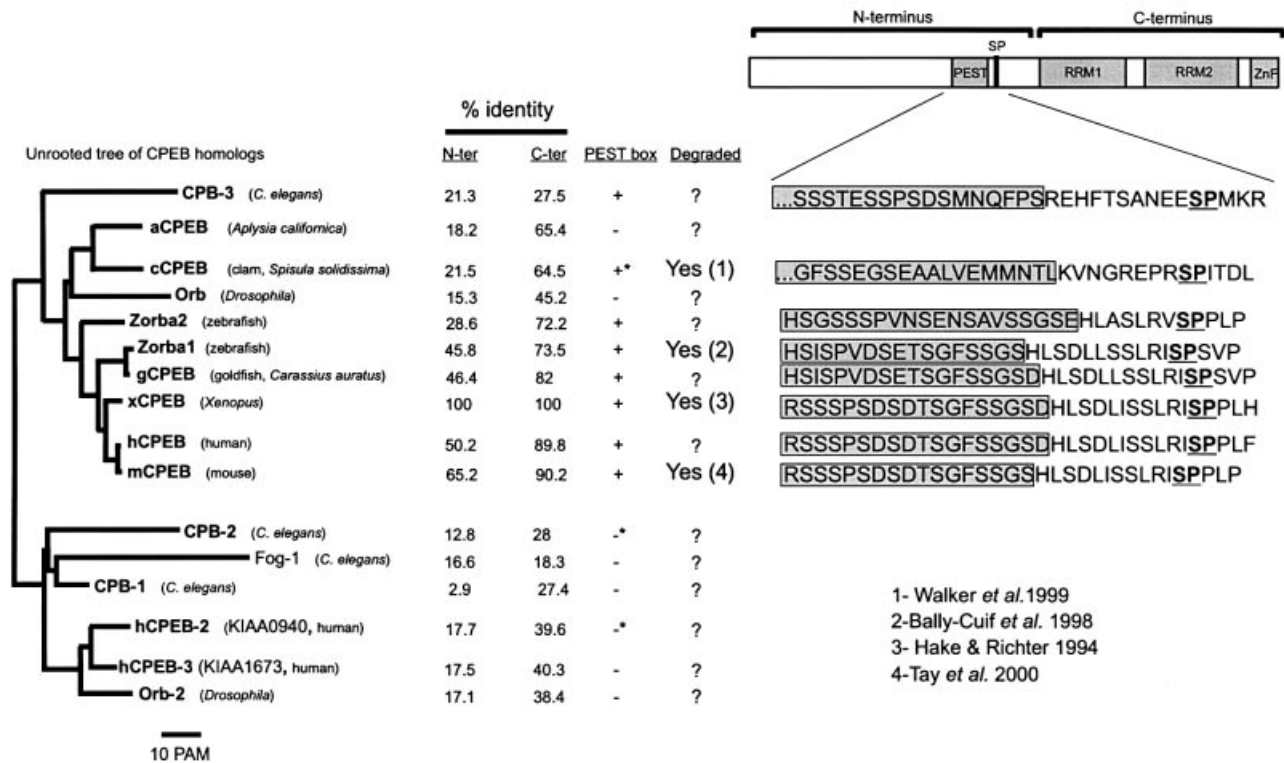 N-terminus C-terminus
SP
PEST RRM1 RRM2 ZnF
% identity
Unrooted tree of CPEB homologs N-ter C-ter PEST box Degraded
CPB-3 (C. elegans) 21.3 27.5 + ? ...SSSTESSPSDSMNQFPSREHFTSANEESPMKR
aCPEB (Aplysia californica) 18.2 65.4 - ?
cCPEB (clam, Spisula solidissima) 21.5 64.5 +* Yes (1) ...GFSSEGSEAALVEMMNTLKVNGREPRSPITDL
Orb (Drosophila) 15.3 45.2 - ?
Zorba2 (zebrafish) 28.6 72.2 + ? HSGSSSPVNSENSAVSSGSEHLASLRVSPPLP
Zorba1 (zebrafish) 45.8 73.5 + Yes (2) HSISPVDSETSGFSSGSHLSDLLSSLRISPSVP
gCPEB (goldfish, Carassius auratus) 46.4 82 + ? HSISPVDSETSGFSSGSDHLSDLLSSLRISPSVP
xCPEB (Xenopus) 100 100 + Yes (3) RSSSPSDSDTSGFSSGSDHLSDLISSLRISPPLH
hCPEB (human) 50.2 89.8 + ? RSSSPSDSDTSGFSSGSDHLSDLISSLRISPPLF
mCPEB (mouse) 65.2 90.2 + Yes (4) RSSSPSDSDTSGFSSGSHLSDLISSLRISPPLP
CPB-2 (C. elegans) 12.8 28 -* ?
Fog-1 (C. elegans) 16.6 18.3 - ?
CPB-1 (C. elegans) 2.9 27.4 - ?
hCPEB-2 (KIAA0940, human) 17.7 39.6 -* ?
hCPEB-3 (KIAA1673, human) 17.5 40.3 - ?
Orb-2 (Drosophila) 17.1 38.4 - ?
1- Walker et al.1999
2-Bally-Cuif et al. 1998
3- Hake & Richter 1994
4-Tay et al. 2000
10 PAM